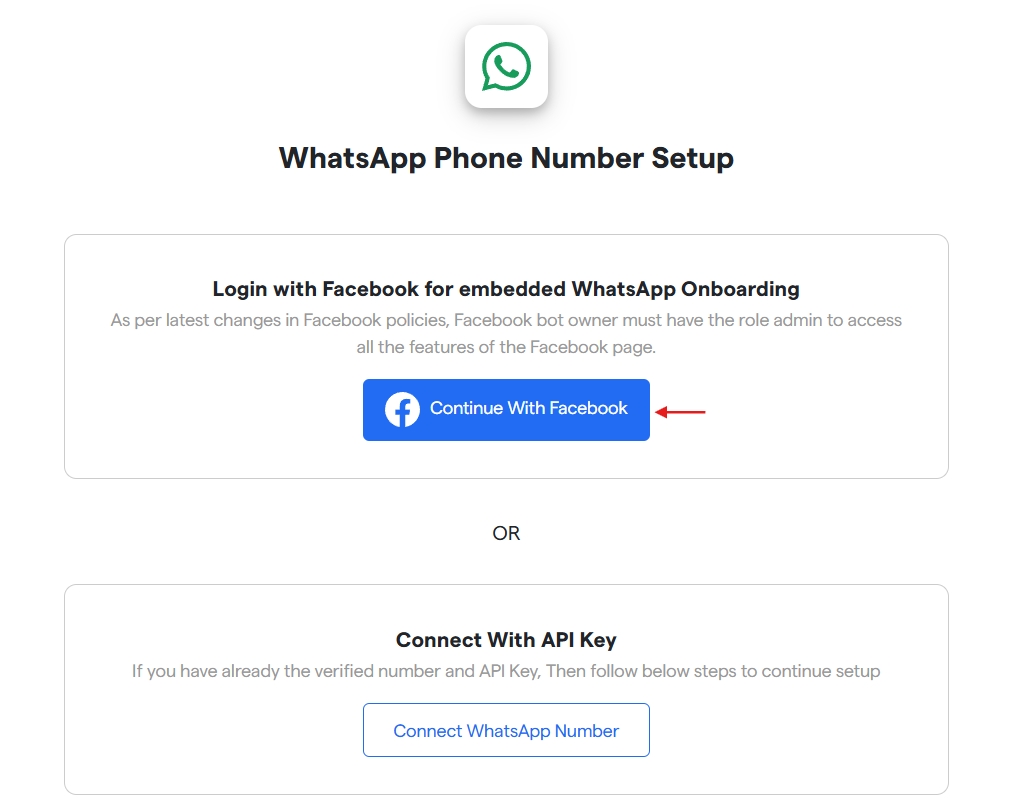 WhatsApp Phone Number Setup
Login with Facebook for embedded WhatsApp Onboarding
As per latest changes in Facebook policies, Facebook bot owner must have the role admin to access
all the features of the Facebook page.
Continue With Facebook
OR
Connect With API Key
If you have already the verified number and API Key, Then follow below steps to continue setup
Connect WhatsApp Number